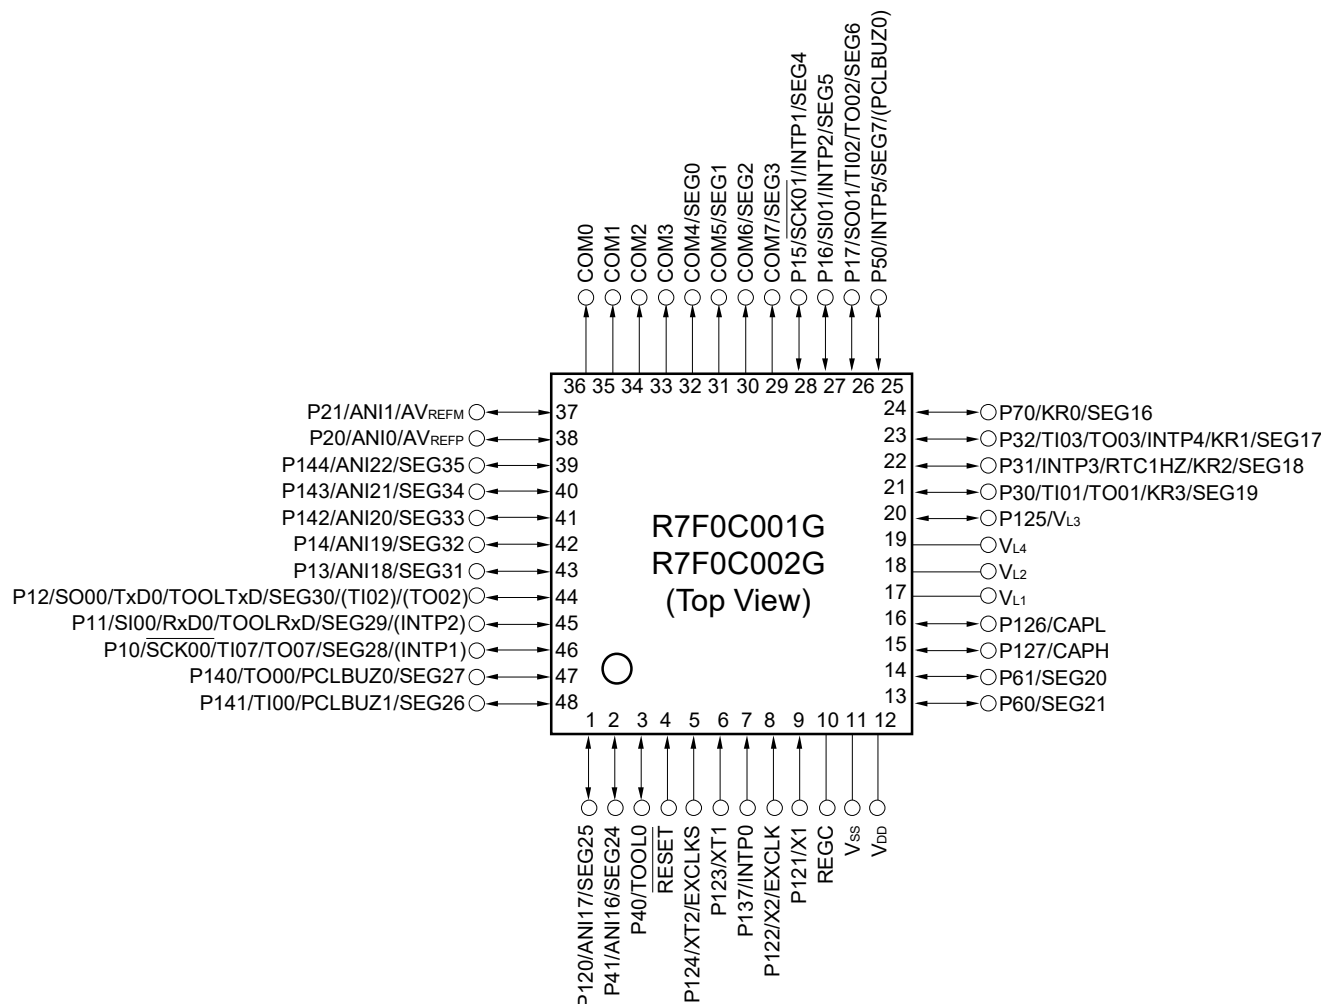 COM0
COM1
COM2
COM3
COM4/SEG0
COM5/SEG1
COM6/SEG2
COM7/SEG3
P15/SCK01/INTP1/SEG4
P16/SI01/INTP2/SEG5
P17/SO01/TI02/TO02/SEG6
P50/INTP5/SEG7/(PCLBUZ0)
36 35 34 33 32 31 30 29 28 27 26 25
P21/ANI1/AVREFM 37
P20/ANI0/AVREFP 38
P144/ANI22/SEG35 39
P143/ANI21/SEG34 40
P142/ANI20/SEG33 41
P14/ANI19/SEG32 42
P13/ANI18/SEG31 43
P12/SO00/TxD0/TOOLTxD/SEG30/(TI02)/(TO02) 44
P11/SI00/RxD0/TOOLRxD/SEG29/(INTP2) 45
P10/SCK00/TI07/TO07/SEG28/(INTP1) 46
P140/TO00/PCLBUZ0/SEG27 47
P141/TI00/PCLBUZ1/SEG26 48
R7F0C001G
R7F0C002G
(Top View)
24 P70/KR0/SEG16
23 P32/TI03/TO03/INTP4/KR1/SEG17
22 P31/INTP3/RTC1HZ/KR2/SEG18
21 P30/TI01/TO01/KR3/SEG19
20 P125/VL3
19 VL4
18 VL2
17 VL1
16 P126/CAPL
15 P127/CAPH
14 P61/SEG20
13 P60/SEG21
1 2 3 4 5 6 7 8 9 10 11 12
P120/ANI17/SEG25
P41/ANI16/SEG24
P40/TOOL0
RESET
P124/XT2/EXCLKS
P123/XT1
P137/INTP0
P122/X2/EXCLK
P121/X1
REGC
VSS
VDD